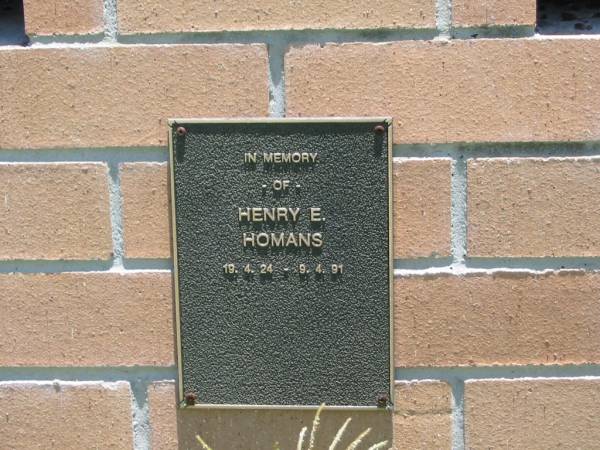 IN MEMORY
- OF -
HENRY E.
HOMANS
19. 4. 24 - 9. 4. 91